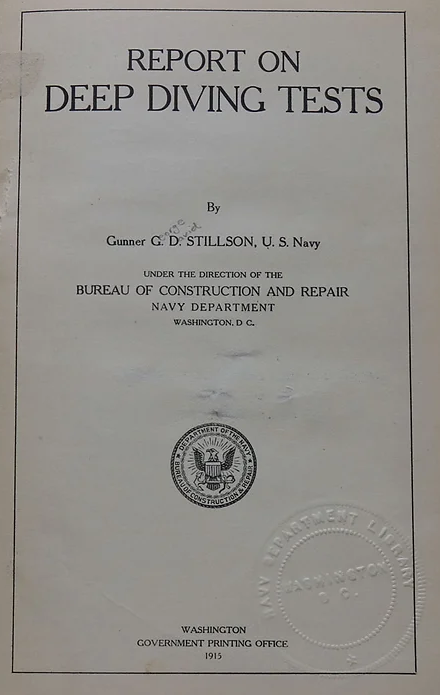 REPORT ON
DEEP DIVING TESTS
By
George David
Gunner G. D. STILLSON, U. S. Navy
UNDER THE DIRECTION OF THE
BUREAU OF CONSTRUCTION AND REPAIR
NAVY DEPARTMENT
WASHINGTON, D C.
DEPARTMENT OF THE NAVY
BUREAU OF CONSTRUCTION & REPAIR
NAVY DEPARTMENT LIBRARY
WASHINGTON
D C.
WASHINGTON
GOVERNMENT PRINTING OFFICE
1915